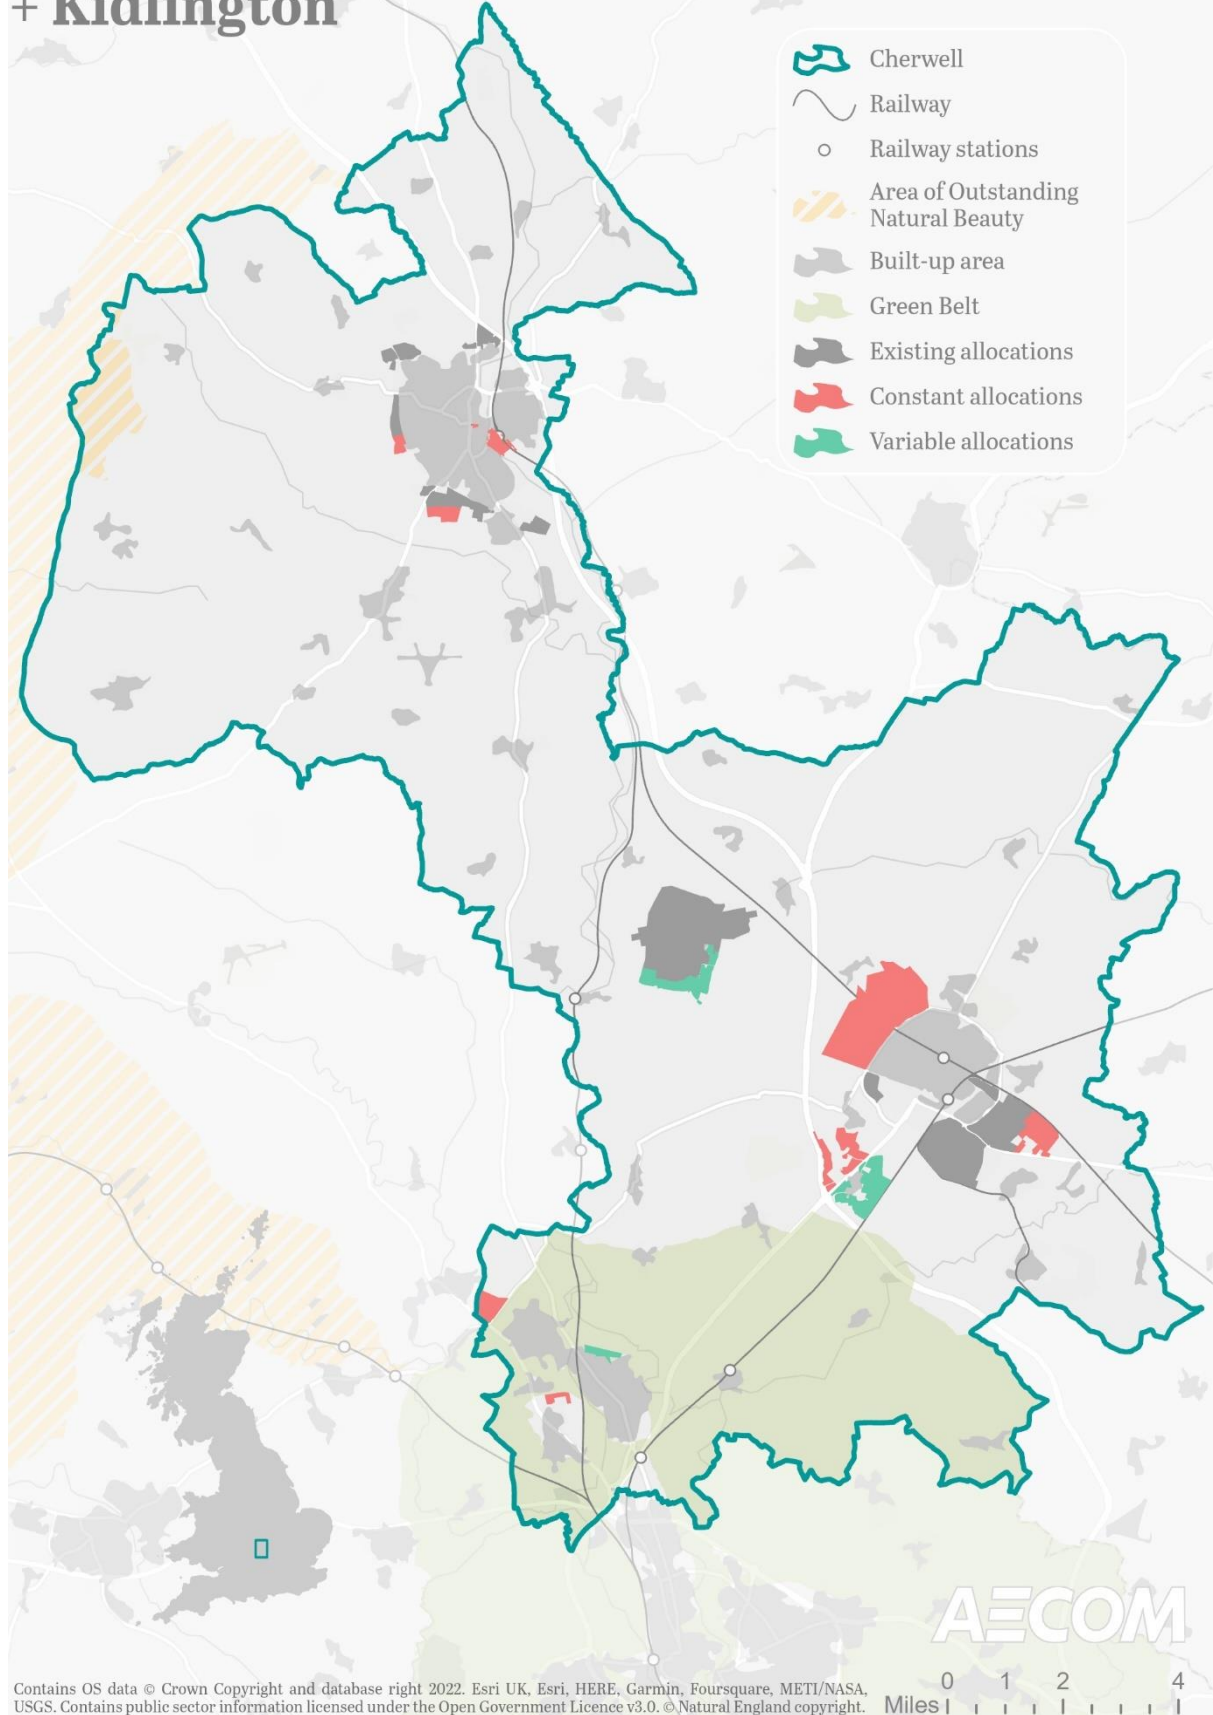 + Kidlington
Cherwell
Railway
Railway stations
Area of Outstanding
Natural Beauty
Built-up area
Green Belt
Existing allocations
Constant allocations
Variable allocations
AECOM
0 1 2 4
Miles
Contains OS data © Crown Copyright and database right 2022. Esri UK, Esri, HERE, Garmin, Foursquare, METI/NASA,
USGS. Contains public sector information licensed under the Open Government Licence v3.0. © Natural England copyright.